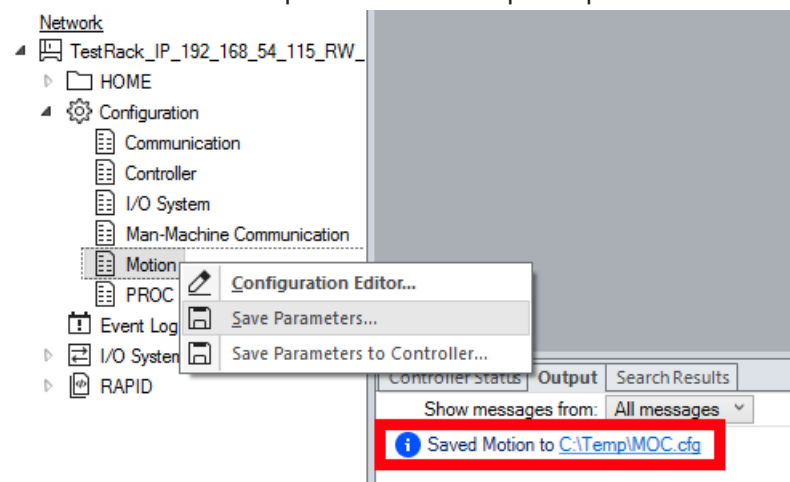 Network
TestRack_IP_192_168_54_115_RW_
HOME
Configuration
Communication
Controller
I/O System
Man-Machine Communication
Motion
PROC
Event Log
I/O System
RAPID
Configuration Editor...
Save Parameters...
Save Parameters to Controller...
Controller Status
Output
Search Results
Show messages from: All messages
Saved Motion to C:\Temp\MOC.cfg